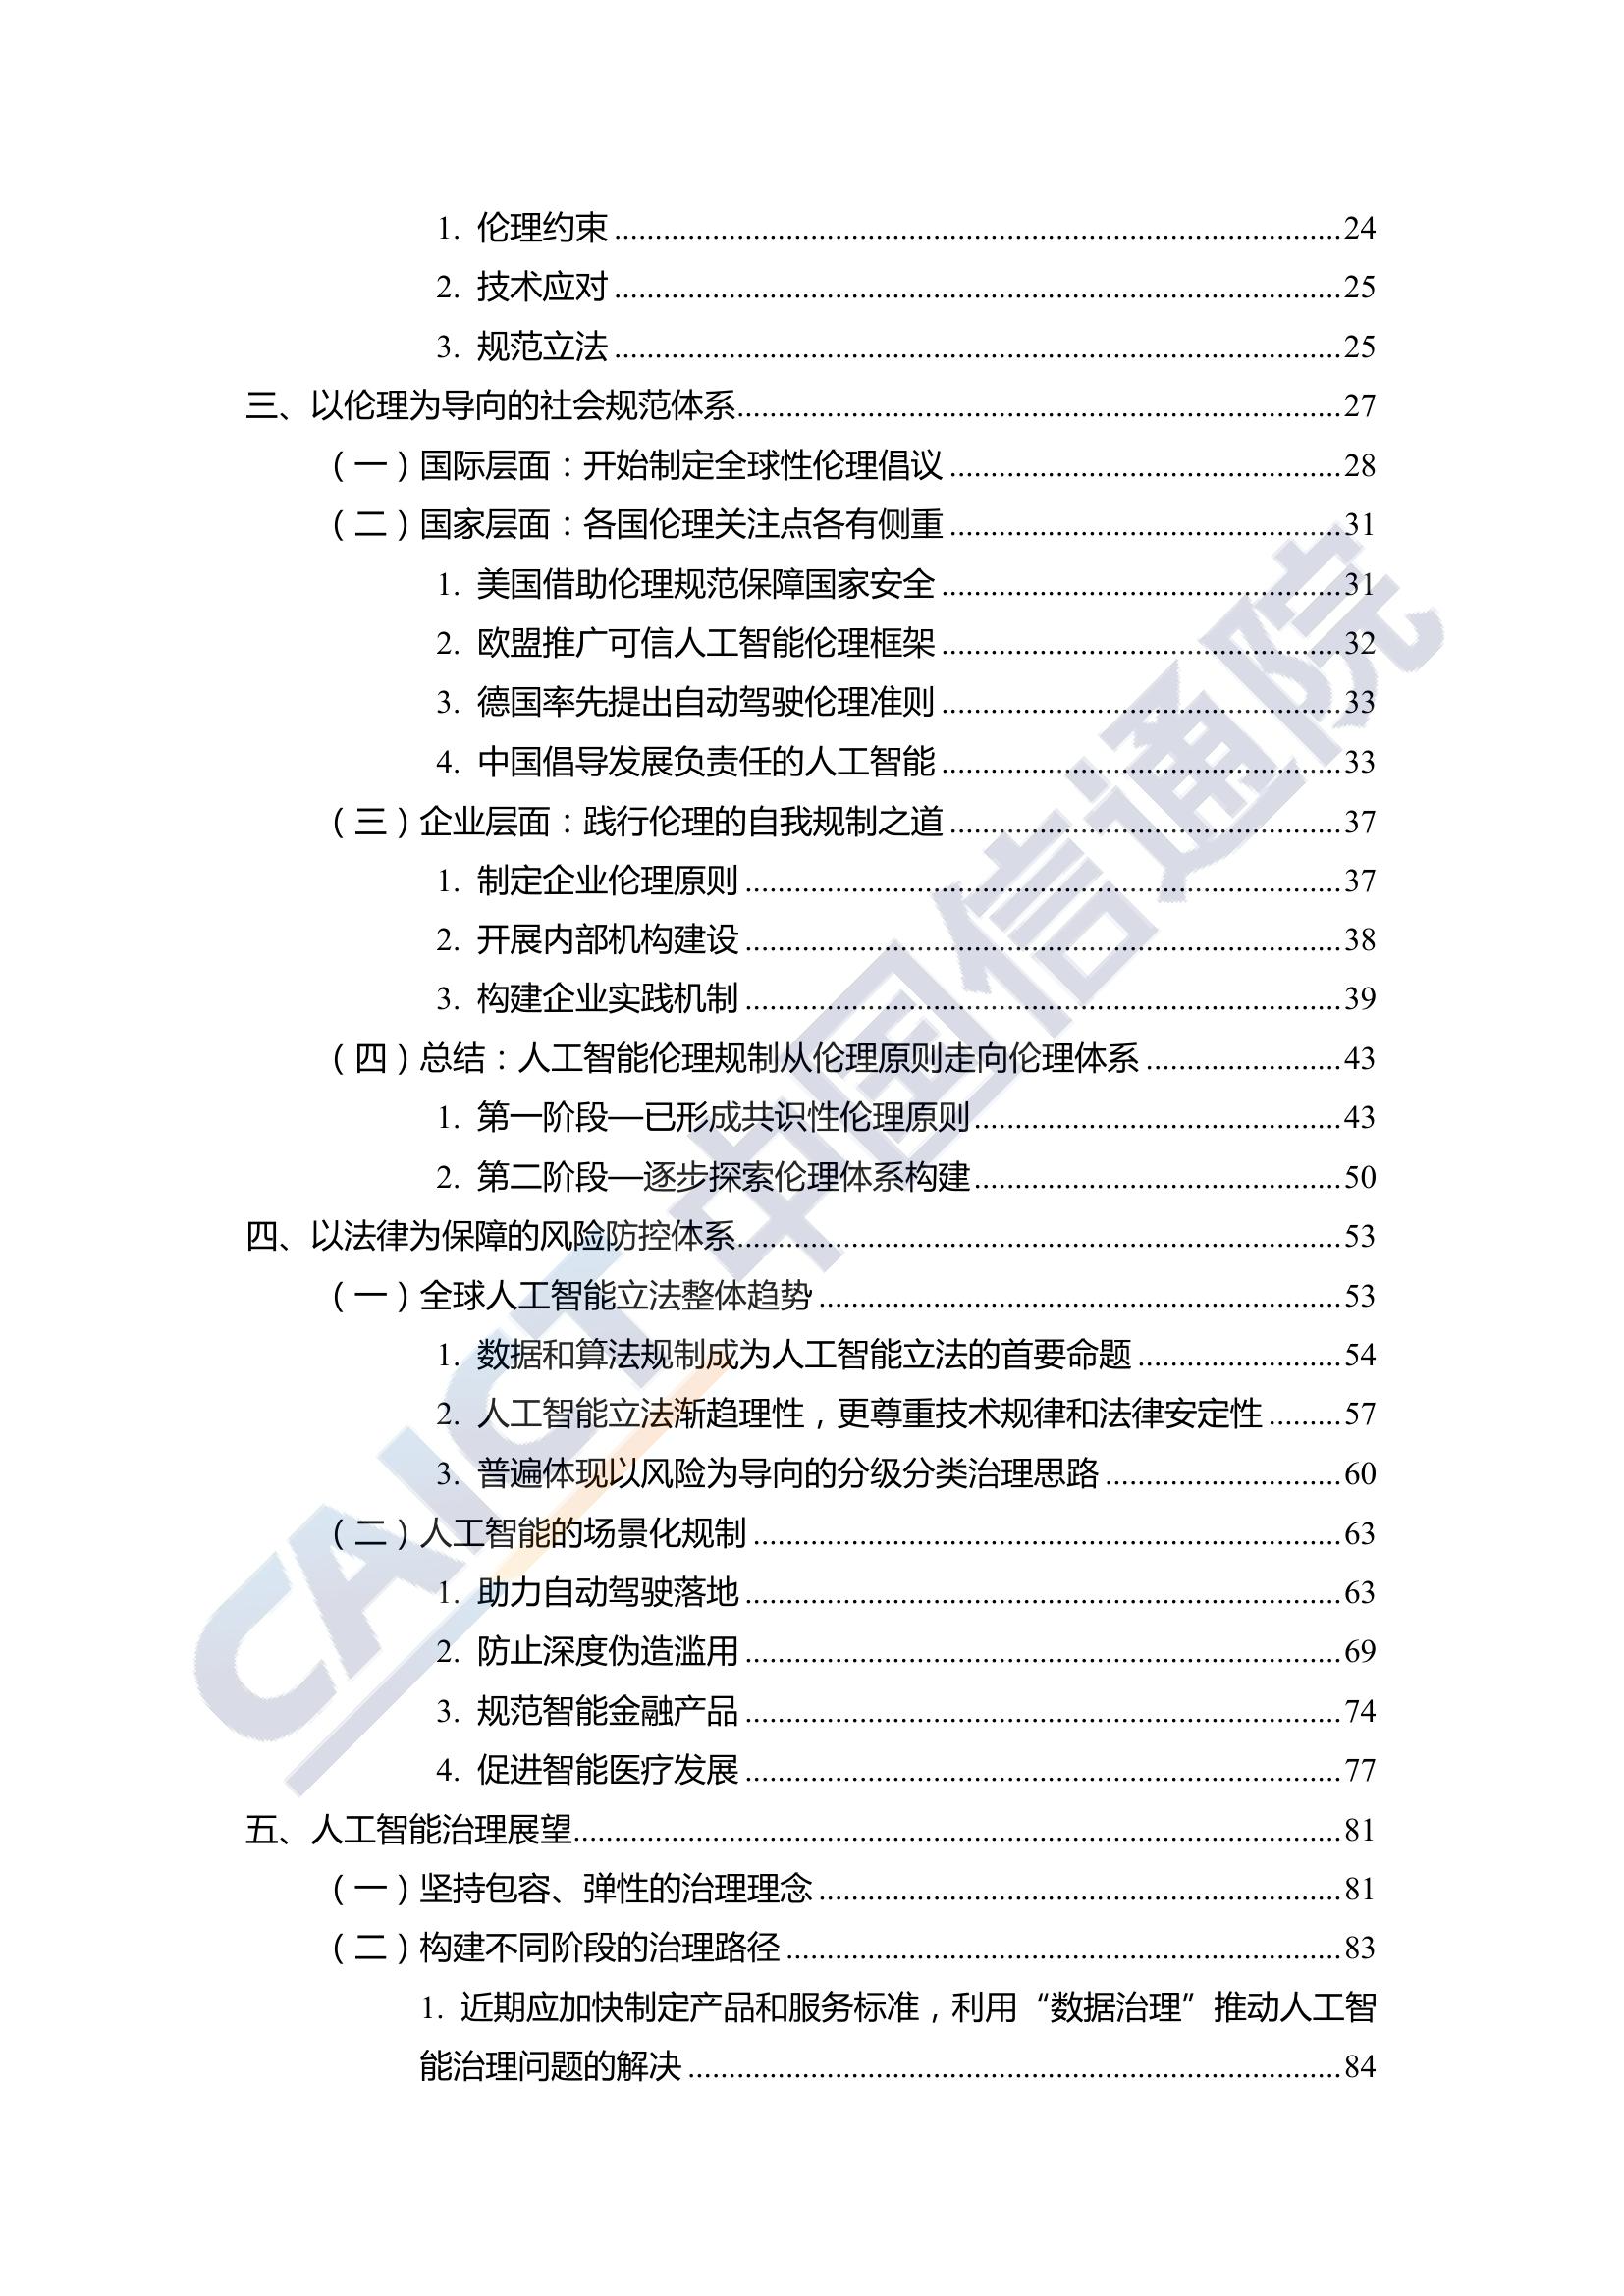 1. 伦理约束........24
2. 技术应对........25
3. 规范立法........25
三、以伦理为导向的社会规范体系........27
（一）国际层面：开始制定全球性伦理倡议........28
（二）国家层面：各国伦理关注点各有侧重........31
1. 美国借助伦理规范保障国家安全........31
2. 欧盟推广可信人工智能伦理框架........32
3. 德国率先提出自动驾驶伦理准则........33
4. 中国倡导发展负责任的人工智能........33
（三）企业层面：践行伦理的自我规制之道........37
1. 制定企业伦理原则........37
2. 开展内部机构建设........38
3. 构建企业实践机制........39
（四）总结：人工智能伦理规制从伦理原则走向伦理体系........43
1. 第一阶段—已形成共识性伦理原则........43
2. 第二阶段—逐步探索伦理体系构建........50
四、以法律为保障的风险防控体系........53
（一）全球人工智能立法整体趋势........53
1. 数据和算法规制成为人工智能立法的首要命题........54
2. 人工智能立法渐趋理性，更尊重技术规律和法律安定性........57
3. 普遍体现以风险为导向的分级分类治理思路........60
（二）人工智能的场景化规制........63
1. 助力自动驾驶落地........63
2. 防止深度伪造滥用........69
3. 规范智能金融产品........74
4. 促进智能医疗发展........77
五、人工智能治理展望........81
（一）坚持包容、弹性的治理理念........81
（二）构建不同阶段的治理路径........83
1. 近期应加快制定产品和服务标准，利用“数据治理”推动人工智
能治理问题的解决........84
CAICT 中国信通院